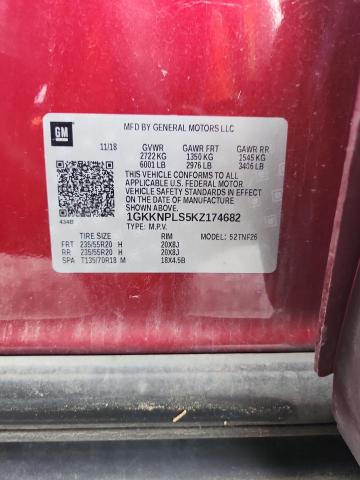 GM
MFD BY GENERAL MOTORS LLC
11/18 GVWR GAWR FRT GAWR RR
2722 KG 1350 KG 1545 KG
6001 LB 2976 LB 3406 LB
THIS VEHICLE CONFORMS TO ALL
APPLICABLE U.S. FEDERAL MOTOR
VEHICLE SAFETY STANDARDS IN EFFECT
ON THE DATE OF MANUFACTURE
SHOWN ABOVE.
1GKKNPLS5KZ174682
TYPE: M.P.V. MODEL: 52TNF26
434B
TIRE SIZE RIM
FRT 235/55R20 H 20X8J
RR 235/55R20 H 20X8J
SPA T135/70R18 M 18X4.5B